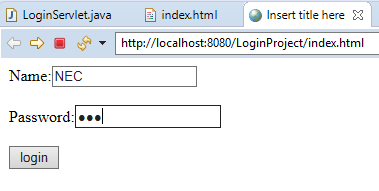 LoginServlet.java index.html Insert title here
http://localhost:8080/LoginProject/index.html
Name: NEC
Password: ●●●
login